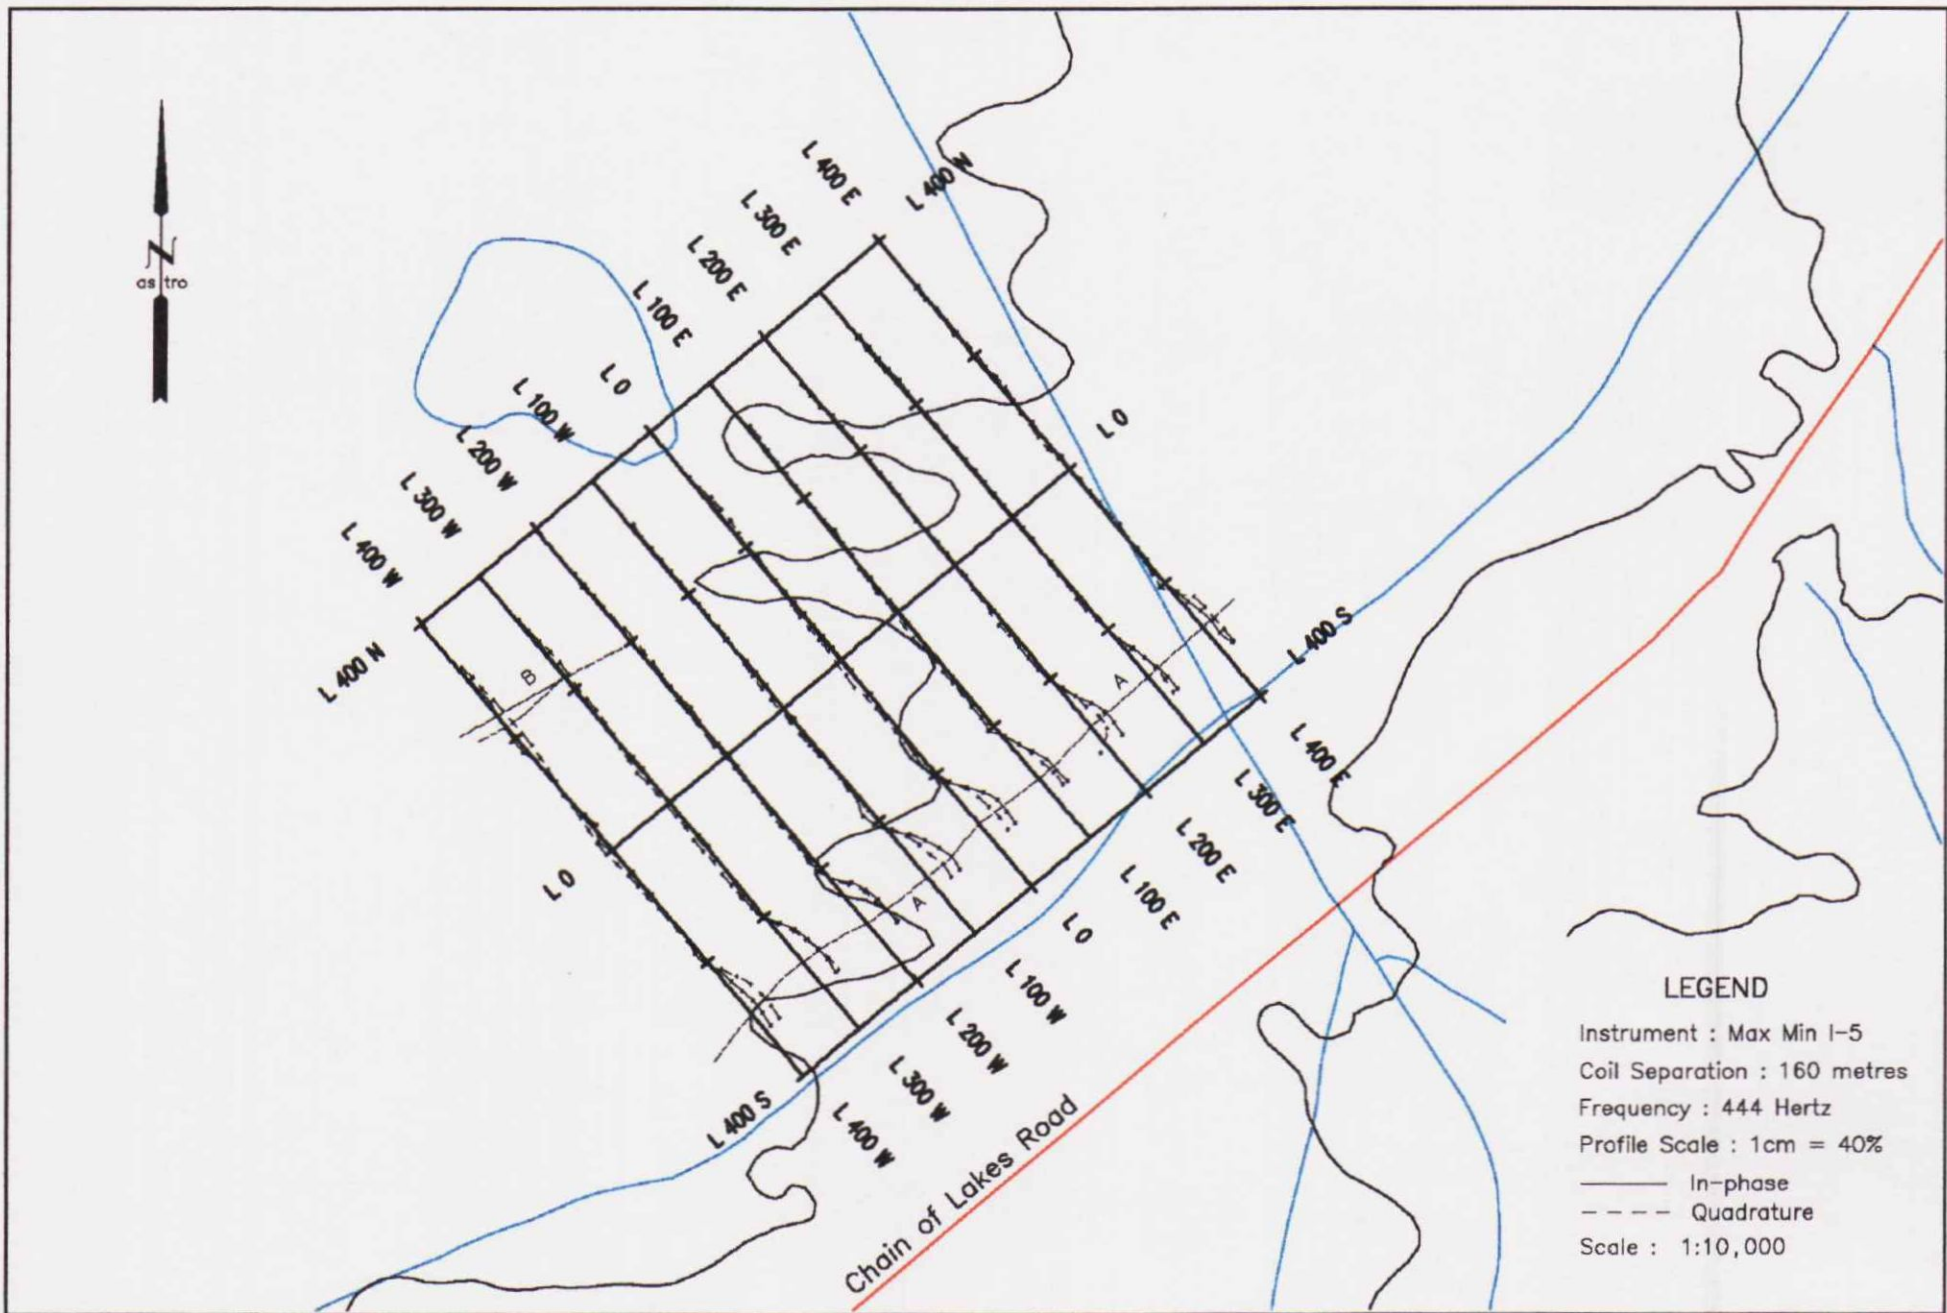 N
as tro
L 400 E
L 400 N
L 300 E
L 200 E
L 100 E
L 0
L 100 W
L 200 W
L 300 W
L 400 W
L 400 N
L 0
B
A
A
L 0
L 400 S
L 400 E
L 300 E
L 200 E
L 100 E
L 0
L 100 W
L 200 W
L 300 W
L 400 W
L 400 S
Chain of Lakes Road
LEGEND
Instrument : Max Min I-5
Coil Separation : 160 metres
Frequency : 444 Hertz
Profile Scale : 1cm = 40%
In-phase
Quadrature
Scale : 1:10,000